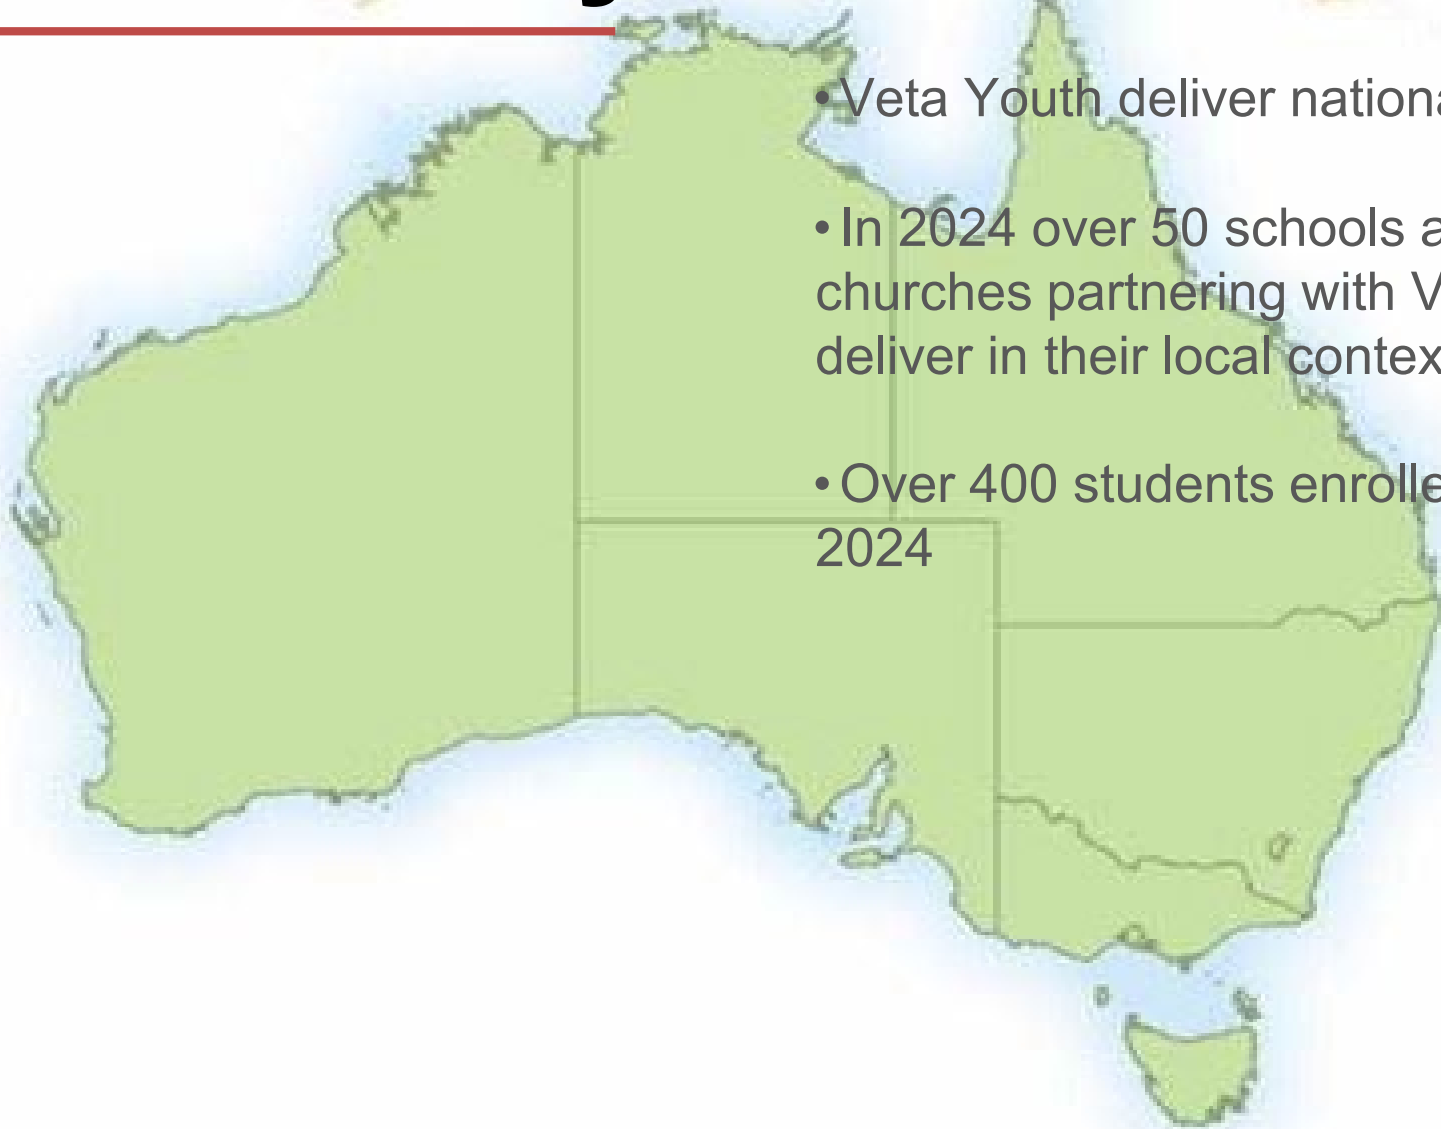 • Veta Youth deliver nationa
• In 2024 over 50 schools a
churches partnering with V
deliver in their local contex
• Over 400 students enrolle
2024